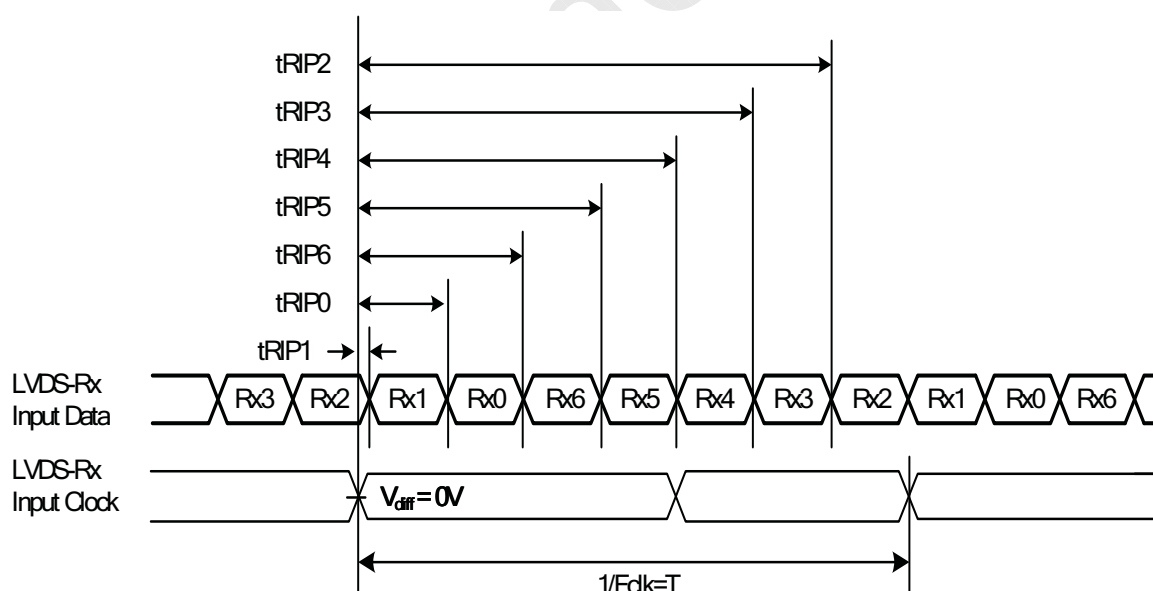 tRIP2
tRIP3
tRIP4
tRIP5
tRIP6
tRIP0
tRIP1
LVDS-Rx
Input Data
Rx3 Rx2 Rx1 Rx0 Rx6 Rx5 Rx4 Rx3 Rx2 Rx1 Rx0 Rx6
LVDS-Rx
Input Clock
Vdiff = 0V
1/Fclk=T